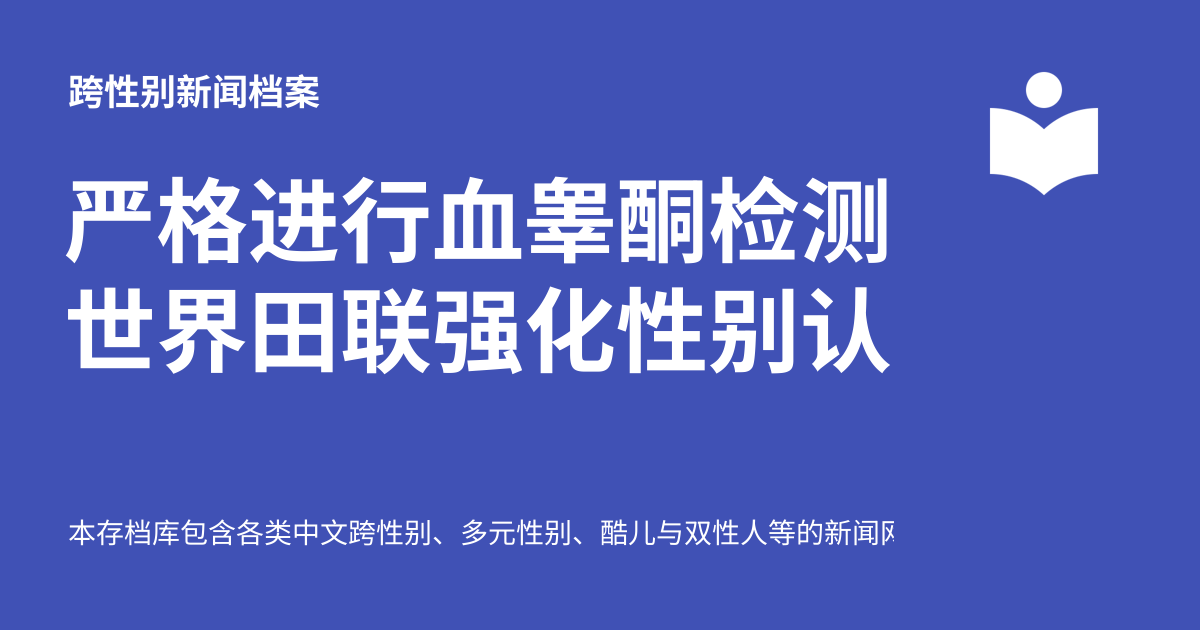 跨性别新闻档案
严格进行血睾酮检测
世界田联强化性别认
本存档库包含各类中文跨性别、多元性别、酷儿与双性人等的新闻网